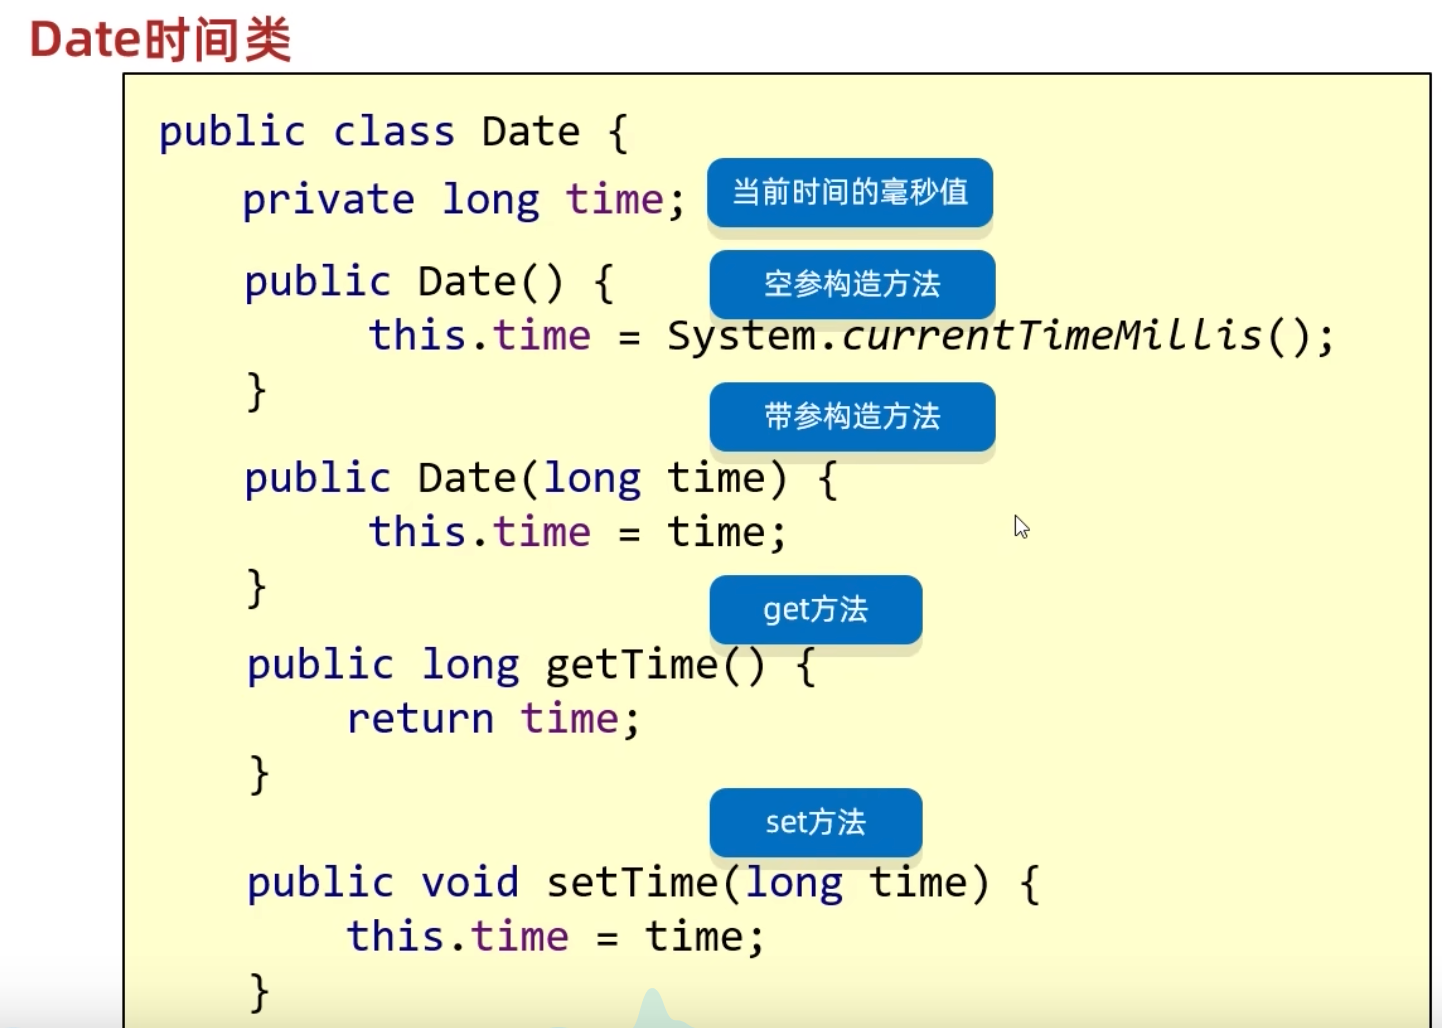 Date时间类
public class Date {
private long time;
当前时间的毫秒值
public Date() {
空参构造方法
this.time = System.currentTimeMillis();
}
带参构造方法
public Date(long time) {
this.time = time;
}
get方法
public long getTime() {
return time;
}
set方法
public void setTime(long time) {
this.time = time;
}